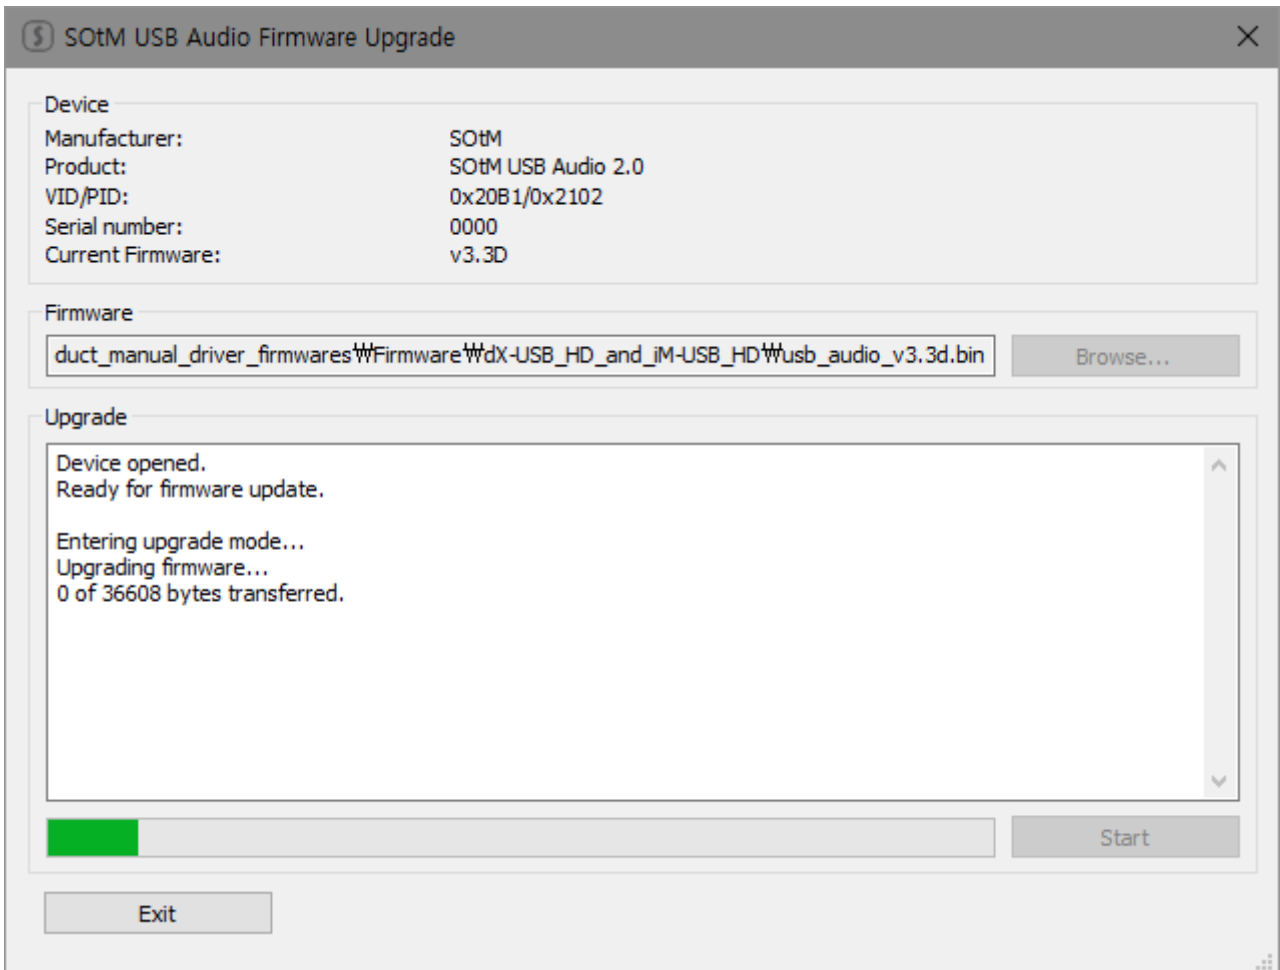 SOtM USB Audio Firmware Upgrade
Device
Manufacturer: SOtM
Product: SOtM USB Audio 2.0
VID/PID: 0x20B1/0x2102
Serial number: 0000
Current Firmware: v3.3D
Firmware
duct_manual_driver_firmwares₩Firmware₩dX-USB_HD_and_iM-USB_HD₩usb_audio_v3.3d.bin Browse...
Upgrade
Device opened.
Ready for firmware update.
Entering upgrade mode...
Upgrading firmware...
0 of 36608 bytes transferred.
Start
Exit